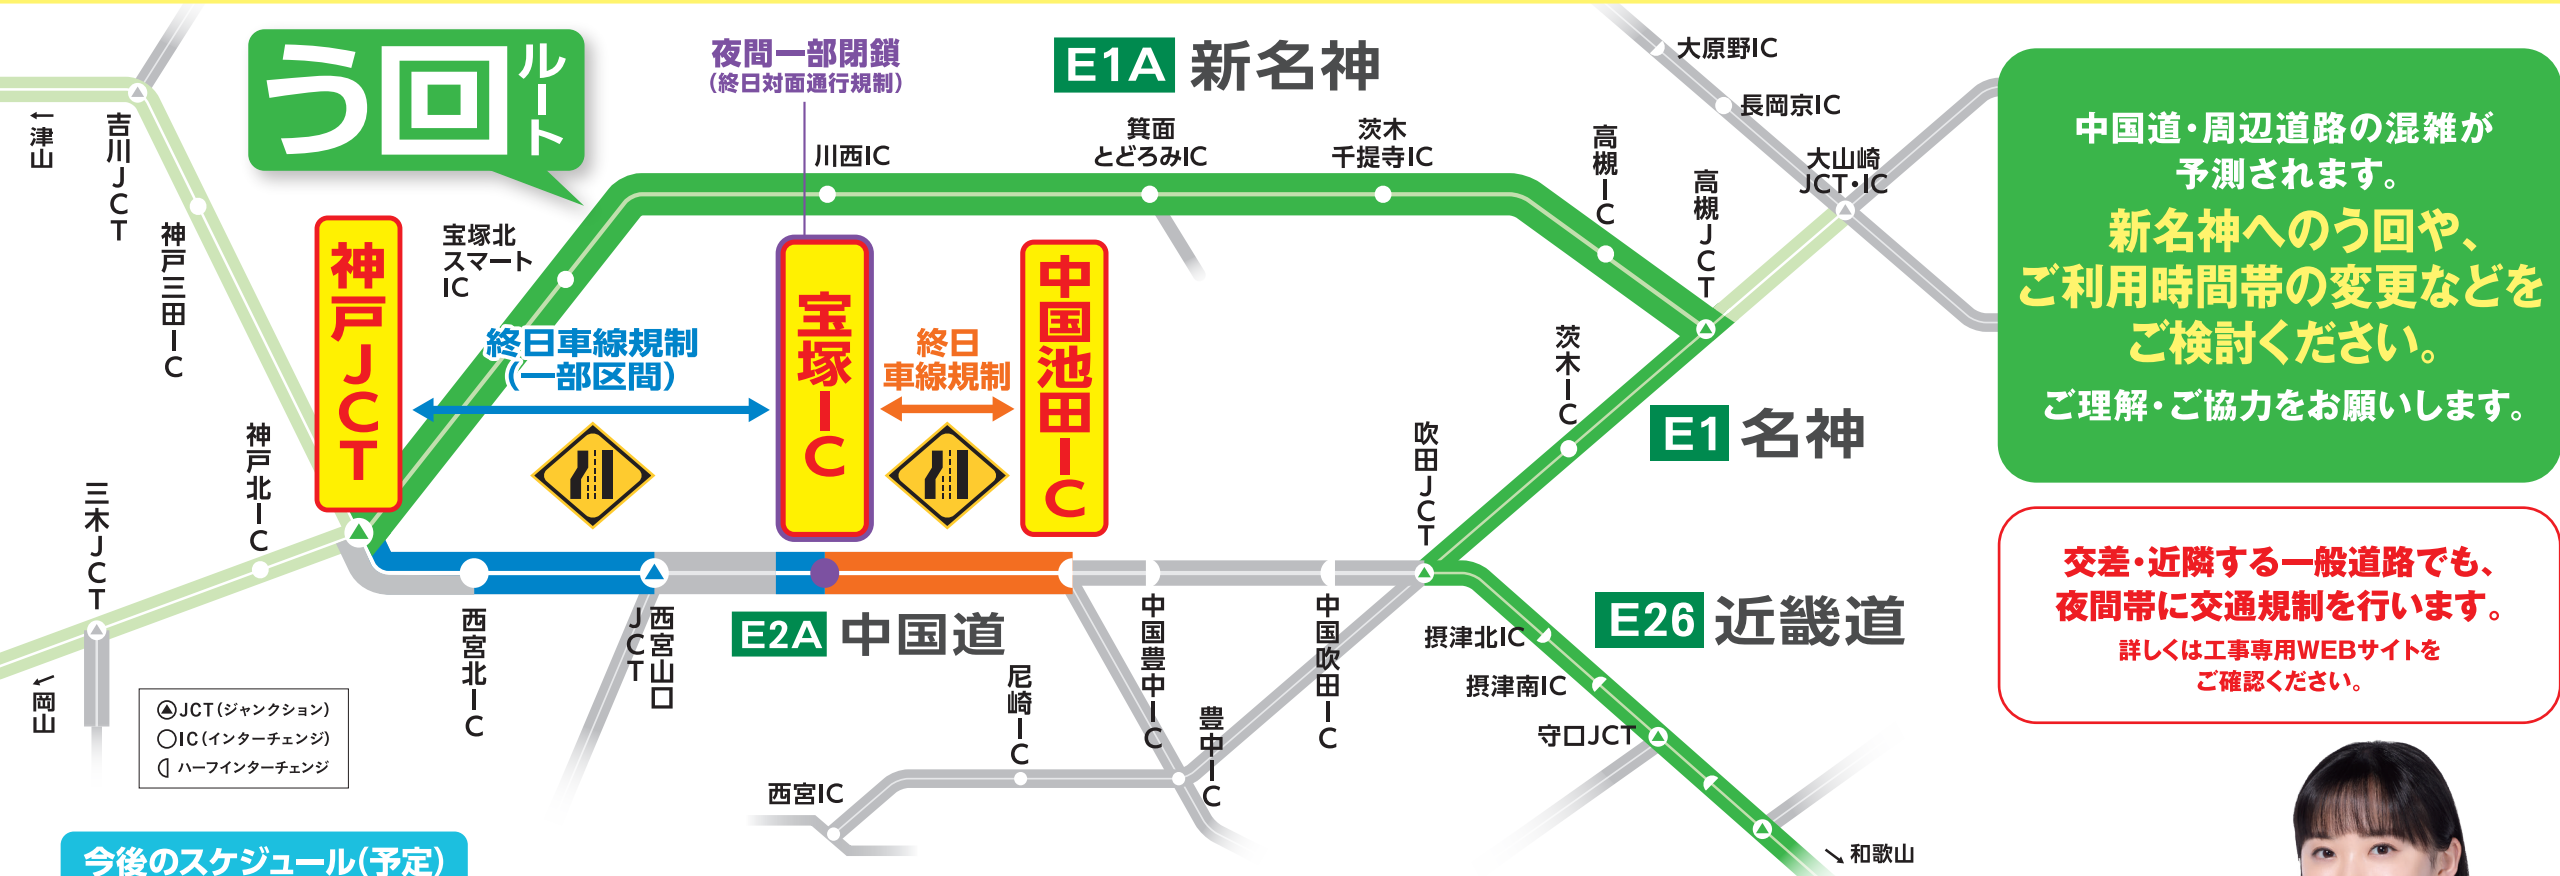 う回
ルート
夜間一部閉鎖
(終日対面通行規制)
E1A 新名神
大原野IC
長岡京IC
大山崎
JCT・IC
←津山
吉川JCT
神戸三田IC
川西IC
箕面
とどろみIC
茨木
千提寺IC
高槻IC
高槻JCT
宝塚北
スマート
IC
神戸JCT
宝塚IC
中国池田IC
終日車線規制
(一部区間)
終日
車線規制
茨木IC
E1 名神
吹田JCT
神戸北IC
三木JCT
←岡山
西宮北IC
西宮山口
JCT
E2A 中国道
中国豊中IC
中国吹田IC
E26 近畿道
摂津北IC
摂津南IC
守口JCT
尼崎IC
豊中IC
西宮IC
→和歌山
JCT(ジャンクション)
IC(インターチェンジ)
ハーフインターチェンジ
今後のスケジュール(予定)
中国道・周辺道路の混雑が
予測されます。
新名神へのう回や、
ご利用時間帯の変更などを
ご検討ください。
ご理解・ご協力をお願いします。
交差・近隣する一般道路でも、
夜間帯に交通規制を行います。
詳しくは工事専用WEBサイトを
ご確認ください。